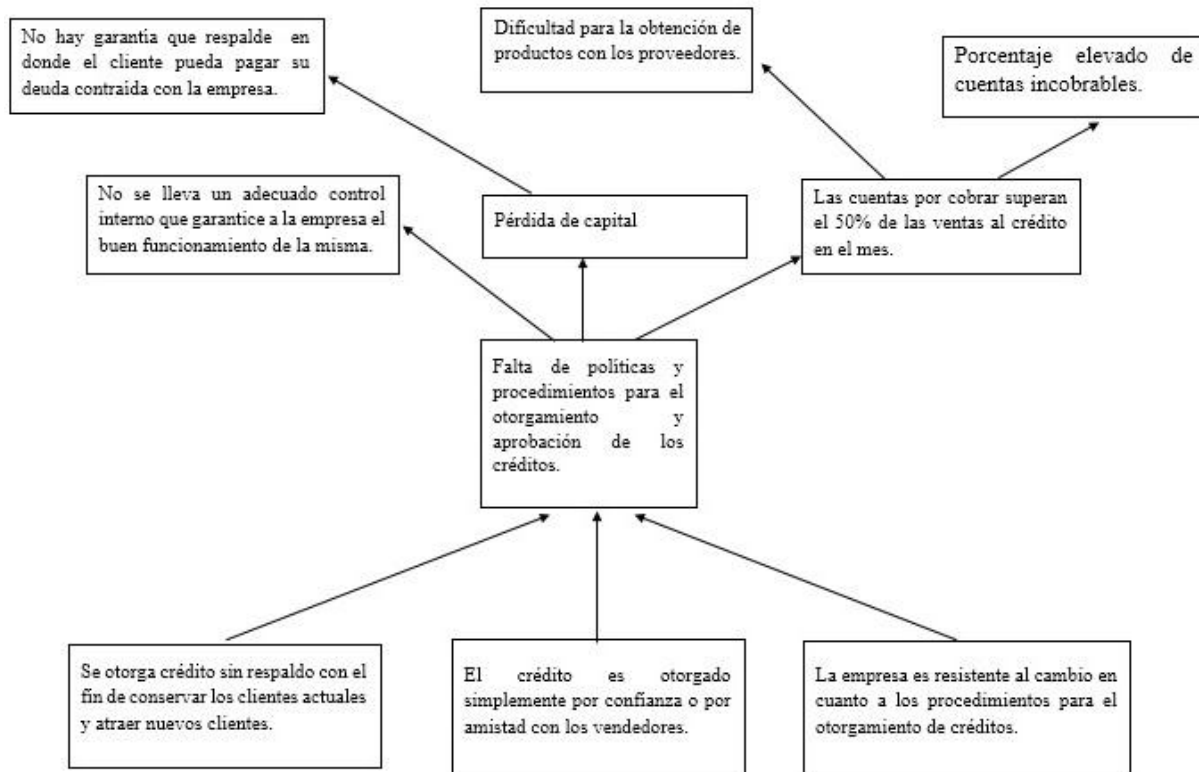 No hay garantía que respalde en
donde el cliente pueda pagar su
deuda contraída con la empresa.
Dificultad para la obtención de
productos con los proveedores.
Porcentaje elevado de
cuentas incobrables.
No se lleva un adecuado control
interno que garantice a la empresa el
buen funcionamiento de la misma.
Pérdida de capital
Las cuentas por cobrar superan
el 50% de las ventas al crédito
en el mes.
Falta de políticas y
procedimientos para el
otorgamiento y
aprobación de los
créditos.
Se otorga crédito sin respaldo con el
fín de conservar los clientes actuales
y atraer nuevos clientes.
El crédito es otorgado
simplemente por confianza o por
amistad con los vendedores.
La empresa es resistente al cambio en
cuanto a los procedimientos para el
otorgamiento de créditos.